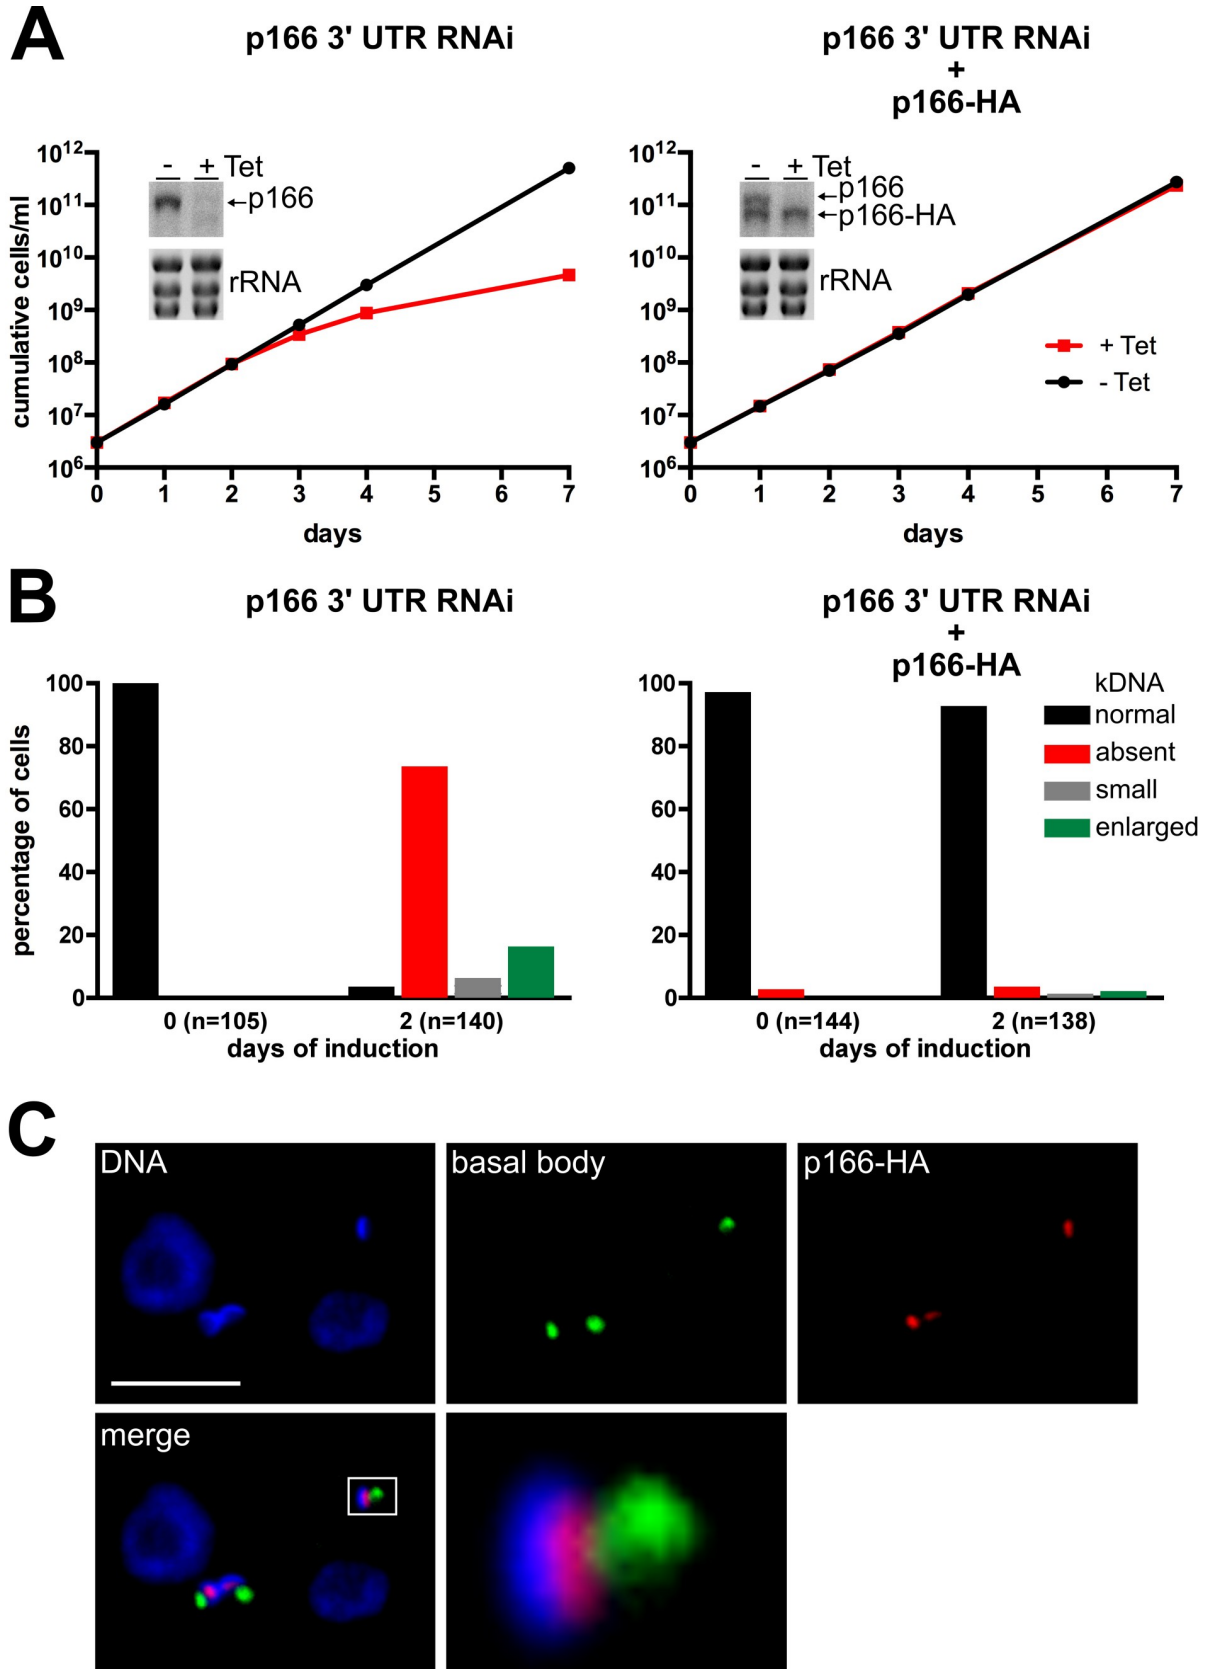 A
p166 3' UTR RNAi
p166 3' UTR RNAi
+
p166-HA
cumulative cells/ml
10¹²
10¹¹
10¹⁰
10⁹
10⁸
10⁷
10⁶
- + Tet
←p166
rRNA
0 1 2 3 4 5 6 7
days
10¹²
10¹¹
10¹⁰
10⁹
10⁸
10⁷
10⁶
- + Tet
←p166
←p166-HA
rRNA
+ Tet
- Tet
0 1 2 3 4 5 6 7
days
B
p166 3' UTR RNAi
p166 3' UTR RNAi
+
p166-HA
percentage of cells
100
80
60
40
20
0
0 (n=105) 2 (n=140)
days of induction
100
80
60
40
20
0
kDNA
normal
absent
small
enlarged
0 (n=144) 2 (n=138)
days of induction
C
DNA
basal body
p166-HA
merge